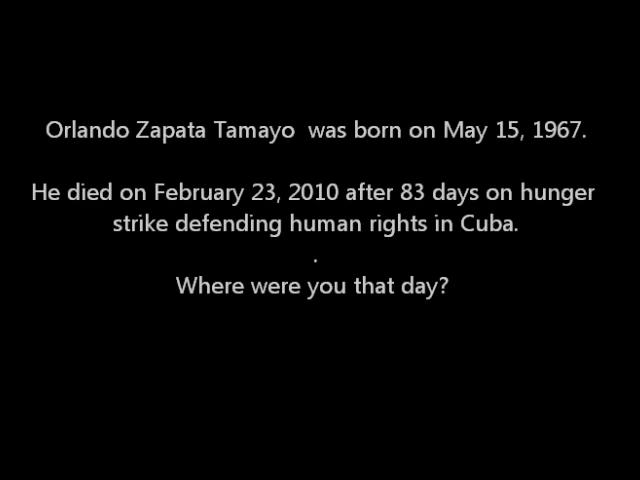 Orlando Zapata Tamayo  was born on May 15, 1967.
He died on February 23, 2010 after 83 days on hunger
strike defending human rights in Cuba.
.
Where were you that day?